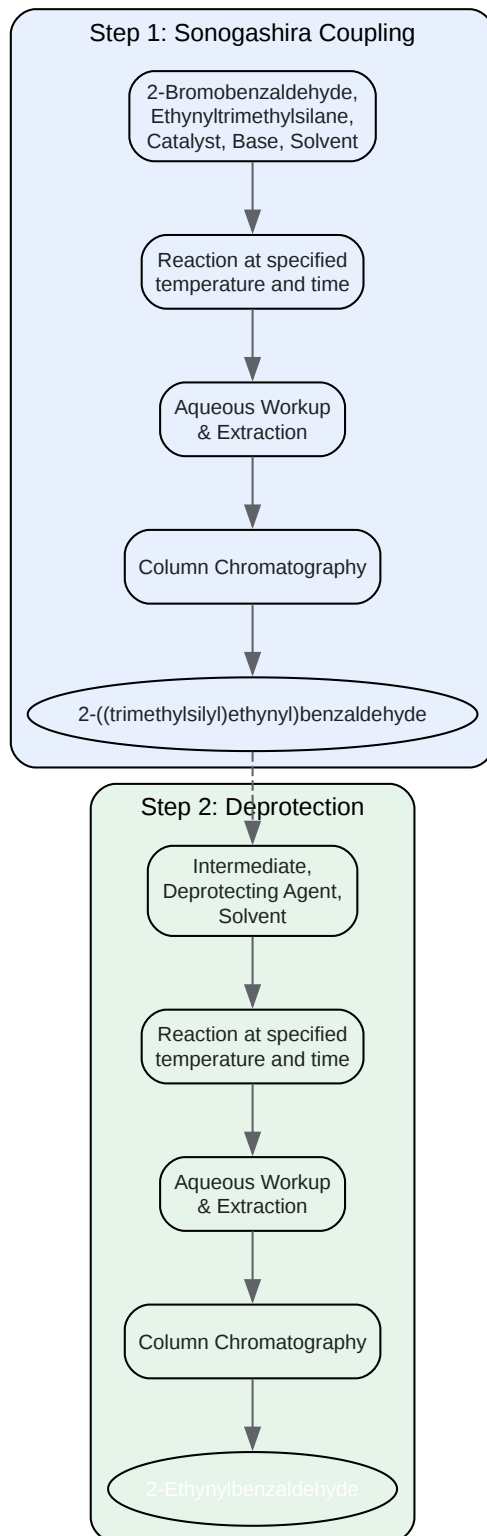 Step 1: Sonogashira Coupling
2-Bromobenzaldehyde,
Ethynyltrimethylsilane,
Catalyst, Base, Solvent
Reaction at specified
temperature and time
Aqueous Workup
& Extraction
Column Chromatography
2-((trimethylsilyl)ethynyl)benzaldehyde
Step 2: Deprotection
Intermediate,
Deprotecting Agent,
Solvent
Reaction at specified
temperature and time
Aqueous Workup
& Extraction
Column Chromatography
2-Ethynylbenzaldehyde